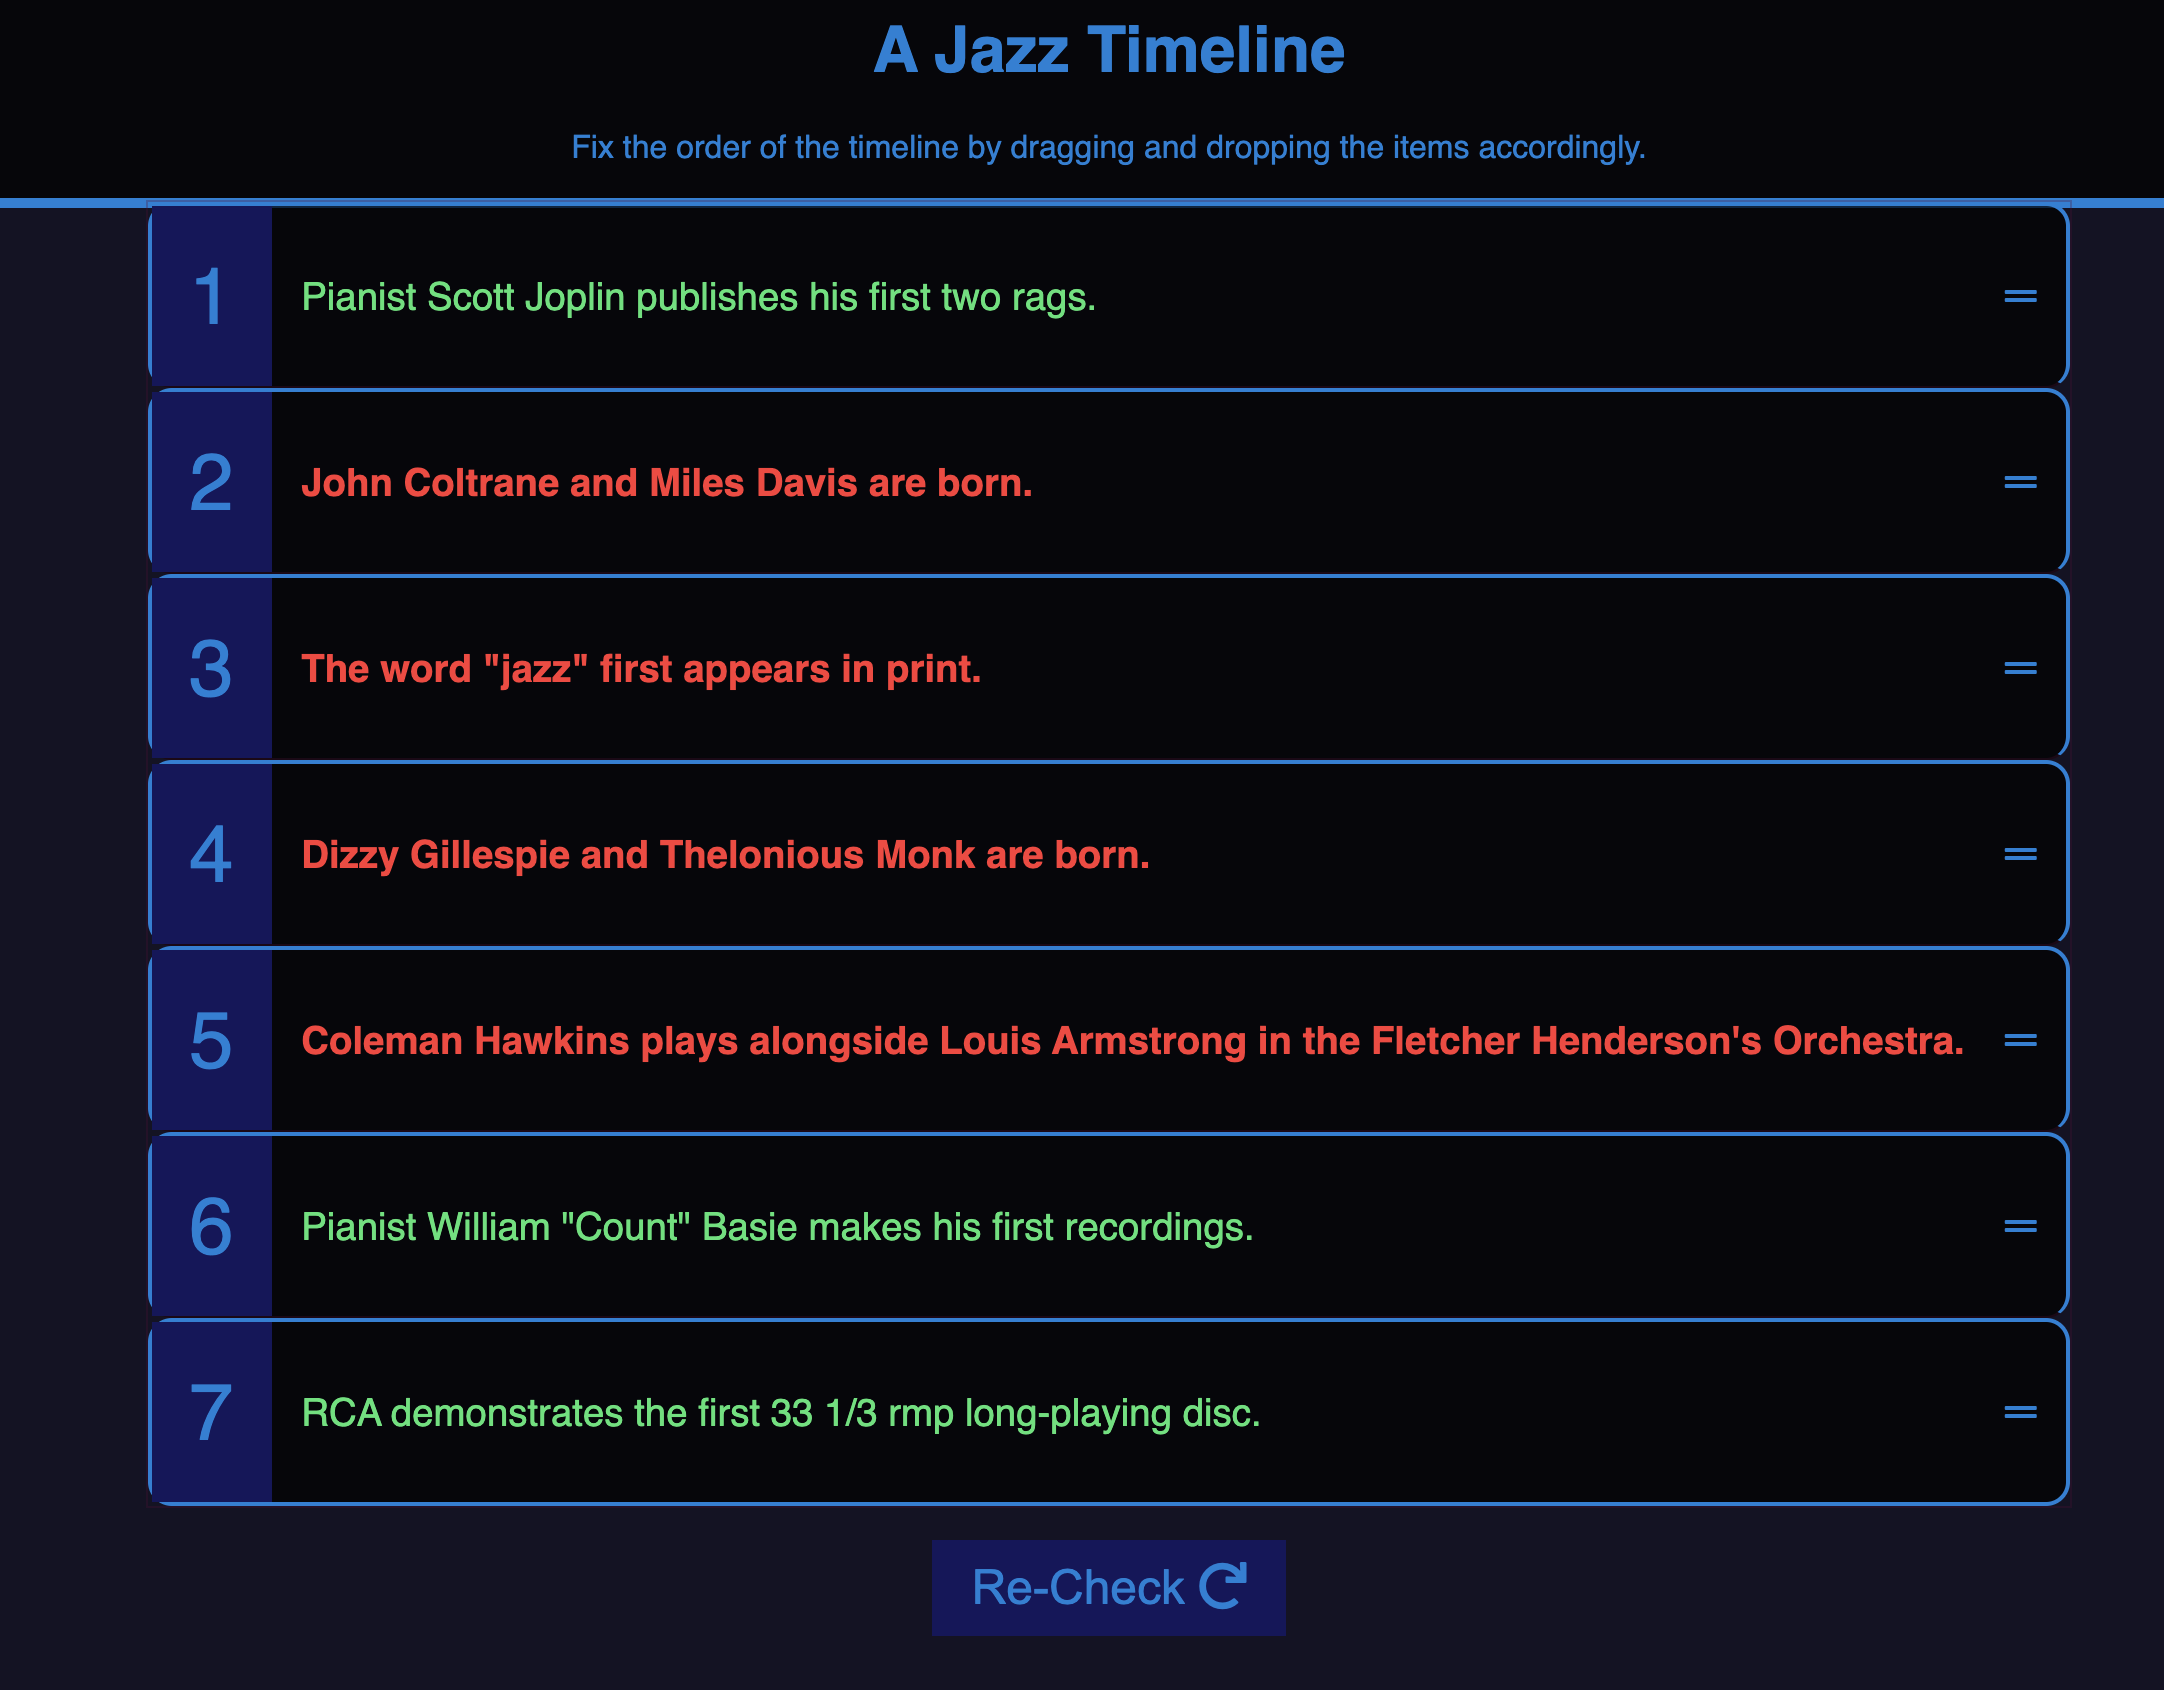 A Jazz Timeline
Fix the order of the timeline by dragging and dropping the items accordingly.
1 Pianist Scott Joplin publishes his first two rags.
2 John Coltrane and Miles Davis are born.
3 The word "jazz" first appears in print.
4 Dizzy Gillespie and Thelonious Monk are born.
5 Coleman Hawkins plays alongside Louis Armstrong in the Fletcher Henderson's Orchestra.
6 Pianist William "Count" Basie makes his first recordings.
7 RCA demonstrates the first 33 1/3 rmp long-playing disc.
Re-Check